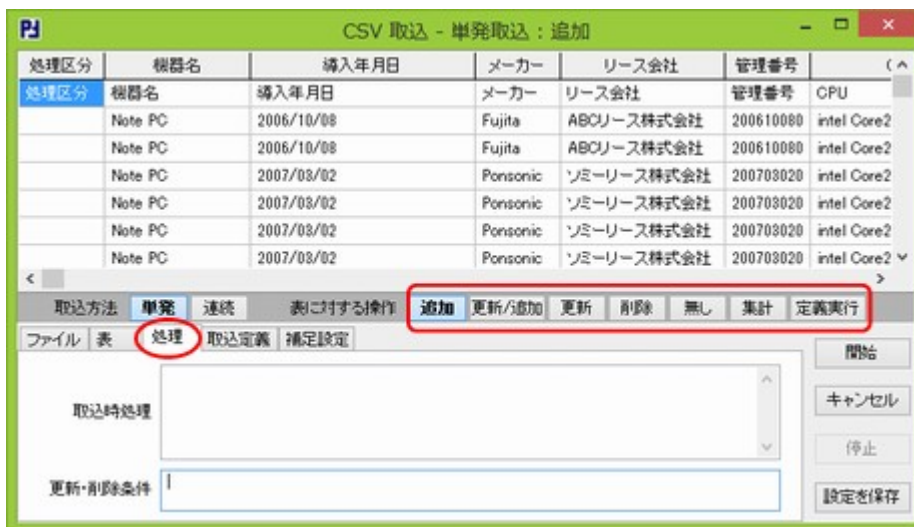 CSV 取込 - 単発取込 : 追加
処理区分 機器名 導入年月日 メーカー リース会社 管理番号 (
処理区分 機器名 導入年月日 メーカー リース会社 管理番号 CPU
Note PC 2006/10/08 Fujita ABCリース株式会社 200610080 intel Core2
Note PC 2006/10/08 Fujita ABCリース株式会社 200610080 intel Core2
Note PC 2007/03/02 Ponsonic ソミーリース株式会社 200703020 intel Core2
Note PC 2007/03/02 Ponsonic ソミーリース株式会社 200703020 intel Core2
Note PC 2007/03/02 Ponsonic ソミーリース株式会社 200703020 intel Core2
Note PC 2007/03/02 Ponsonic ソミーリース株式会社 200703020 intel Core2
取込方法 単発 連続 表に対する操作 追加 更新/追加 更新 削除 無し 集計 定義実行
ファイル 表 処理 取込定義 補足設定
開始
取込時処理
キャンセル
停止
更新・削除条件
設定を保存